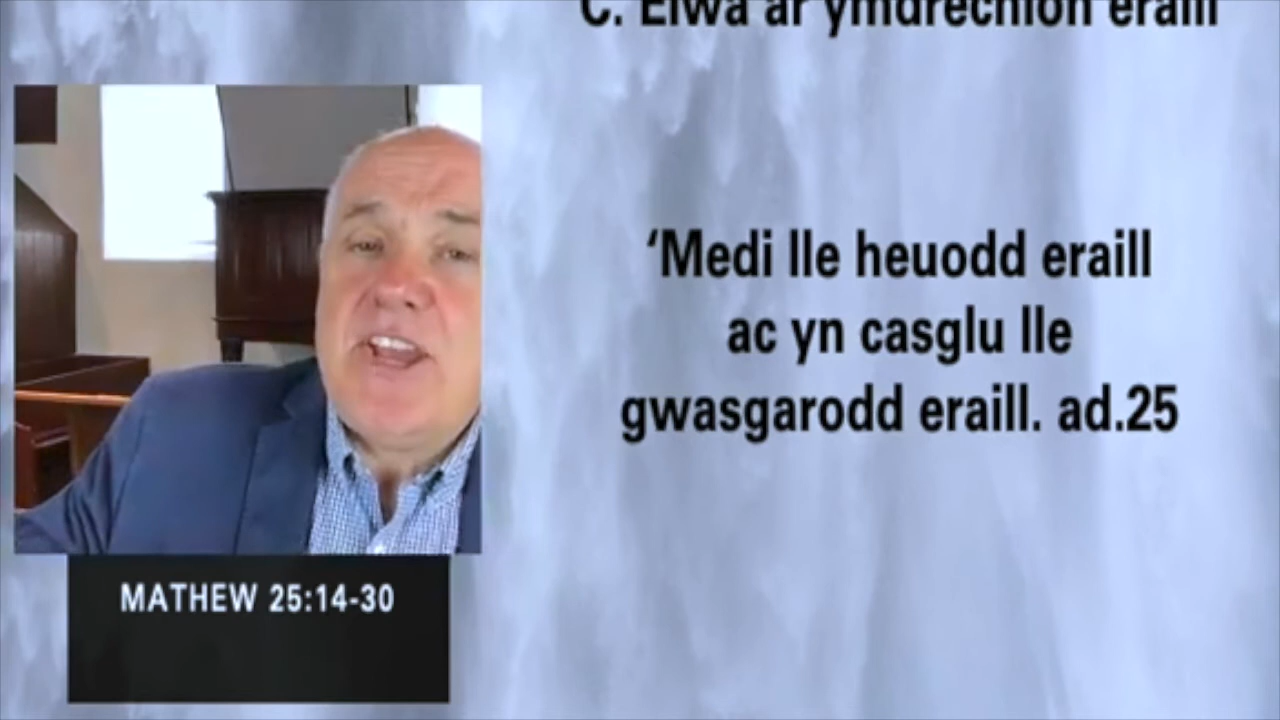 C. Elwa ar ymdrechion eraill
‘Medi lle heuodd eraill
ac yn casglu lle
gwasgarodd eraill. ad.25
MATHEW 25:14-30